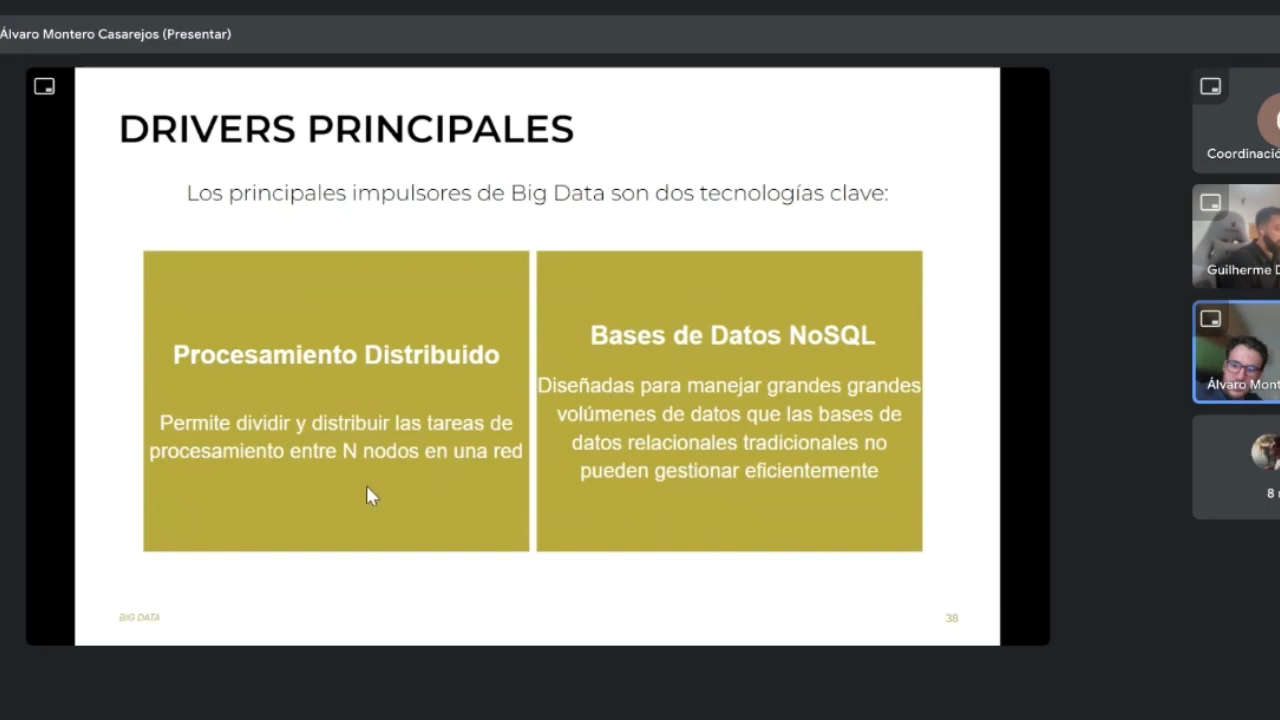 Álvaro Montero Casarejos (Presentar)
DRIVERS PRINCIPALES
Los principales impulsores de Big Data son dos tecnologías clave:
Procesamiento Distribuido
Permite dividir y distribuir las tareas de
procesamiento entre N nodos en una red
Bases de Datos NoSQL
Diseñadas para manejar grandes grandes
volúmenes de datos que las bases de
datos relacionales tradicionales no
pueden gestionar eficientemente
BIG DATA
38
Coordinació
Guilherme D
Álvaro Mont
8